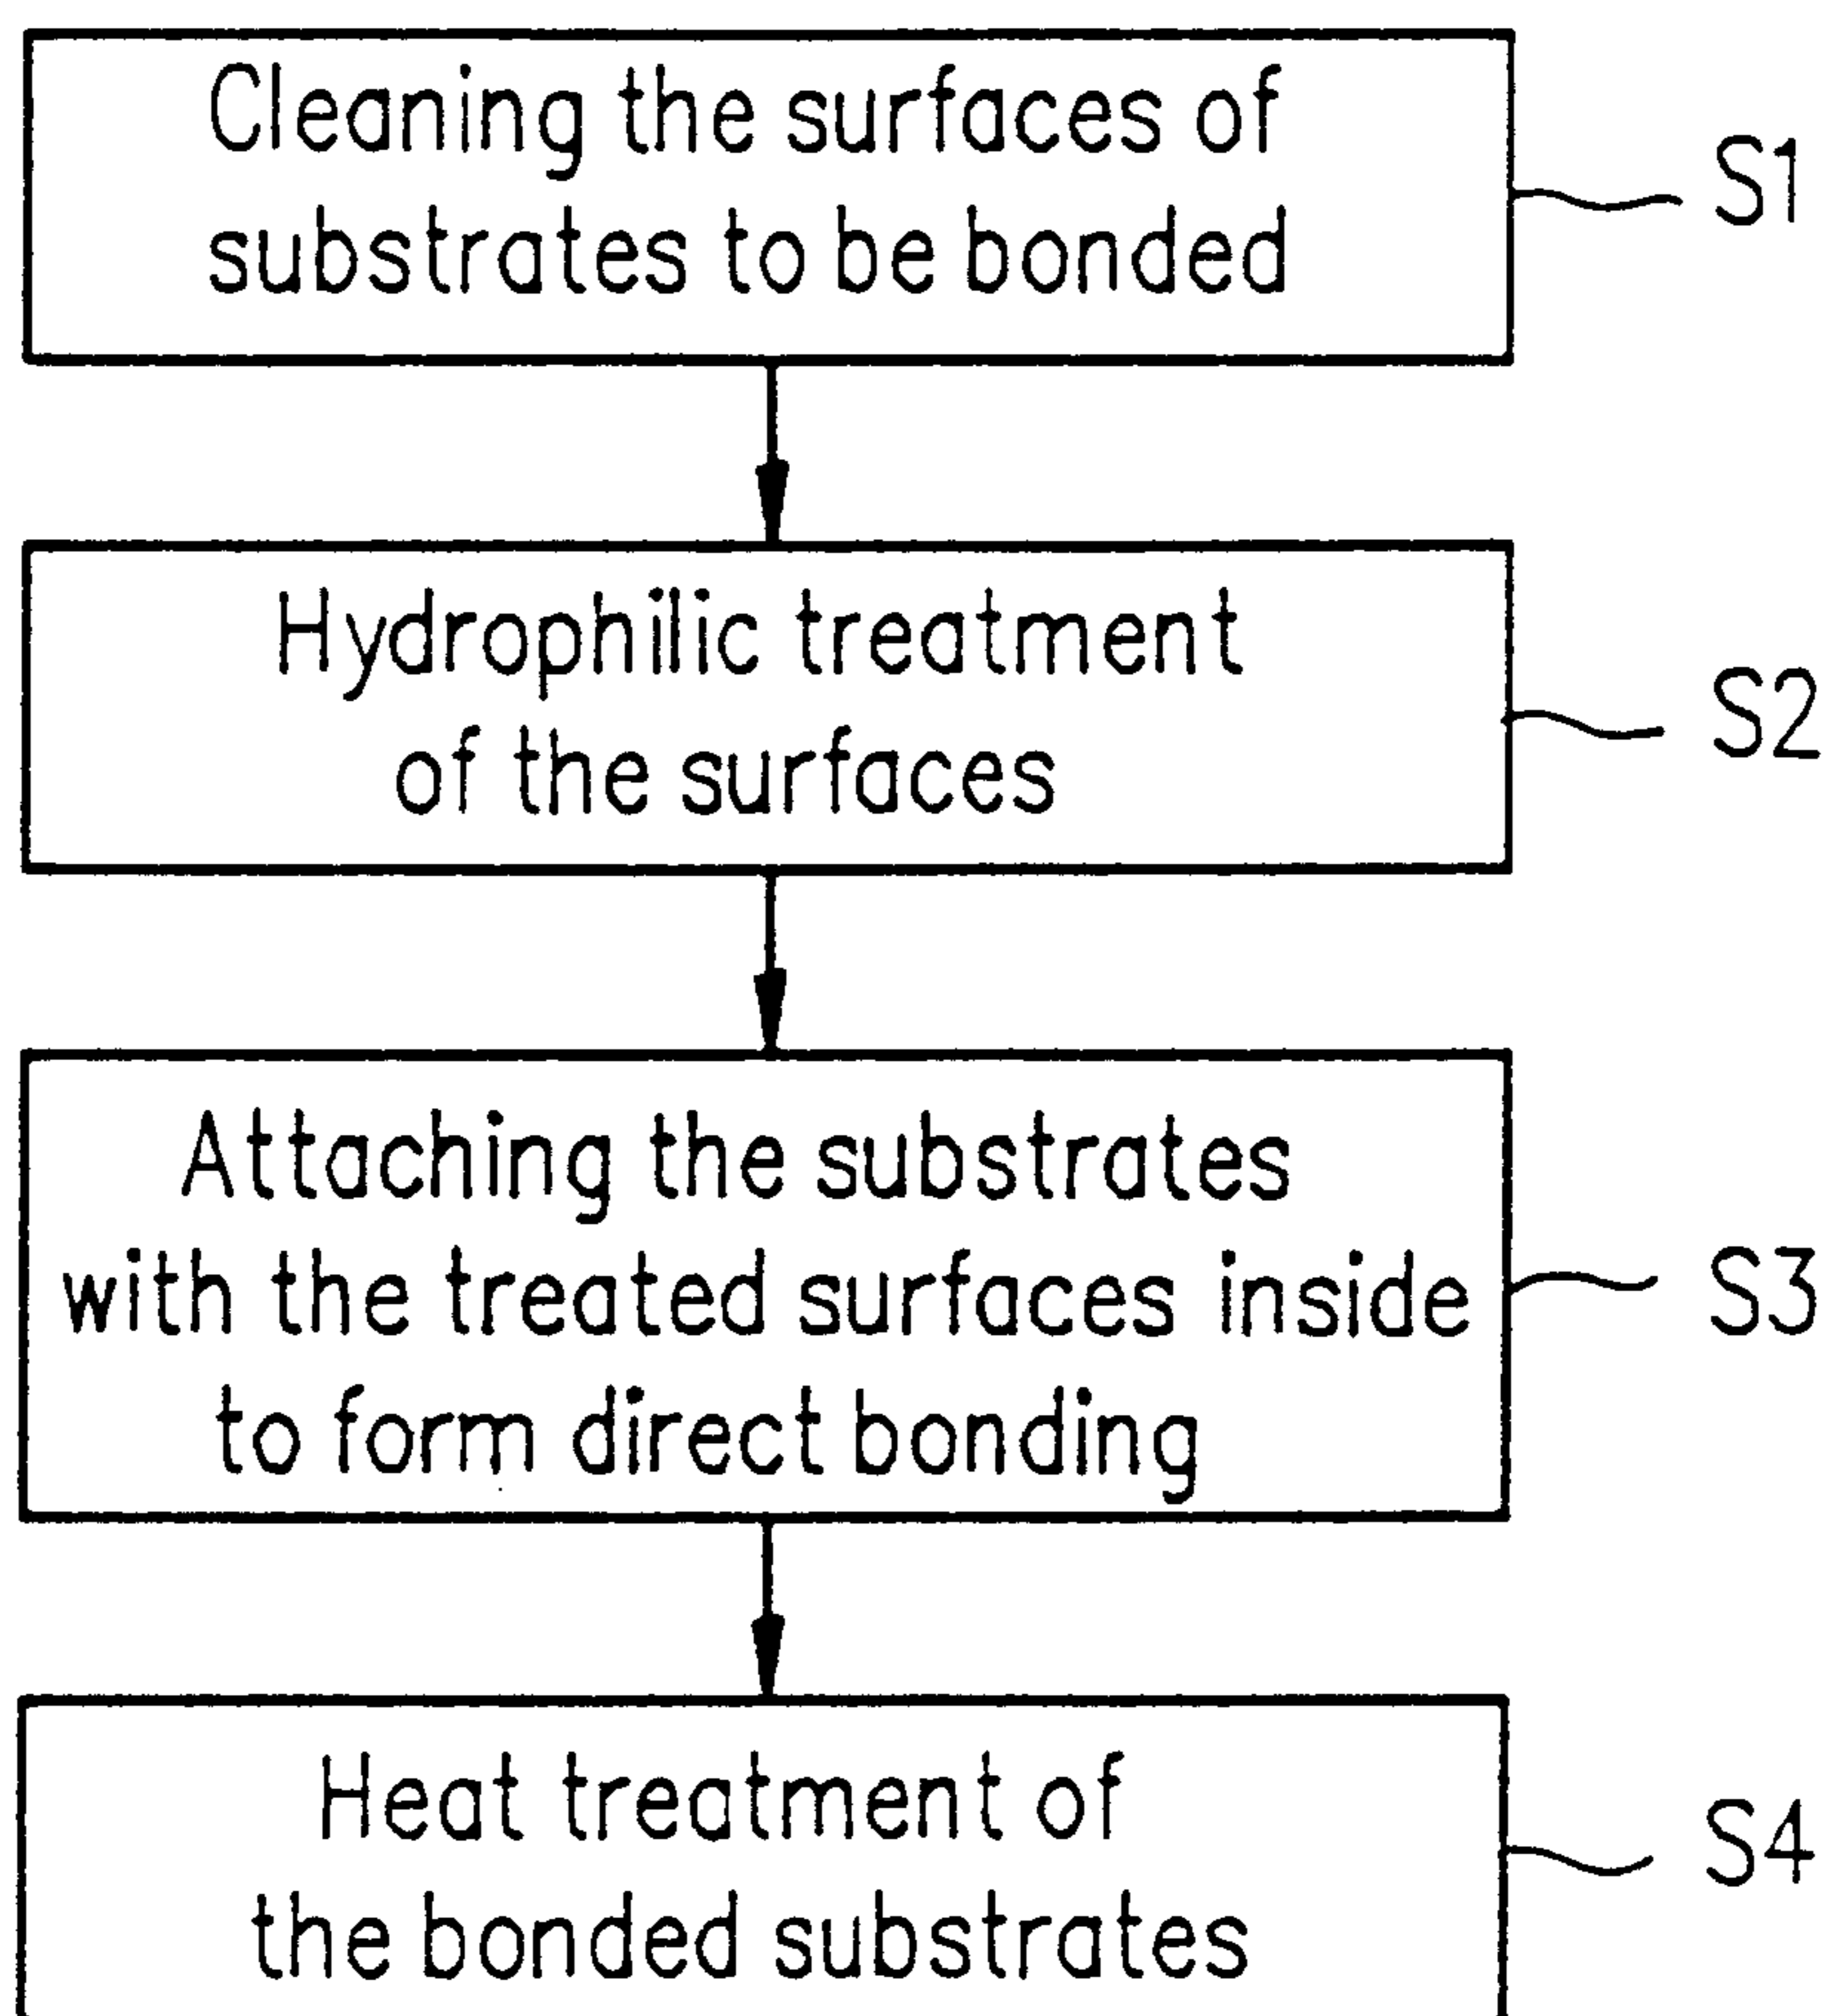 Cleaning the surfaces of
substrates to be bonded
S1
Hydrophilic treatment
of the surfaces
S2
Attaching the substrates
with the treated surfaces inside
to form direct bonding
S3
Heat treatment of
the bonded substrates
S4